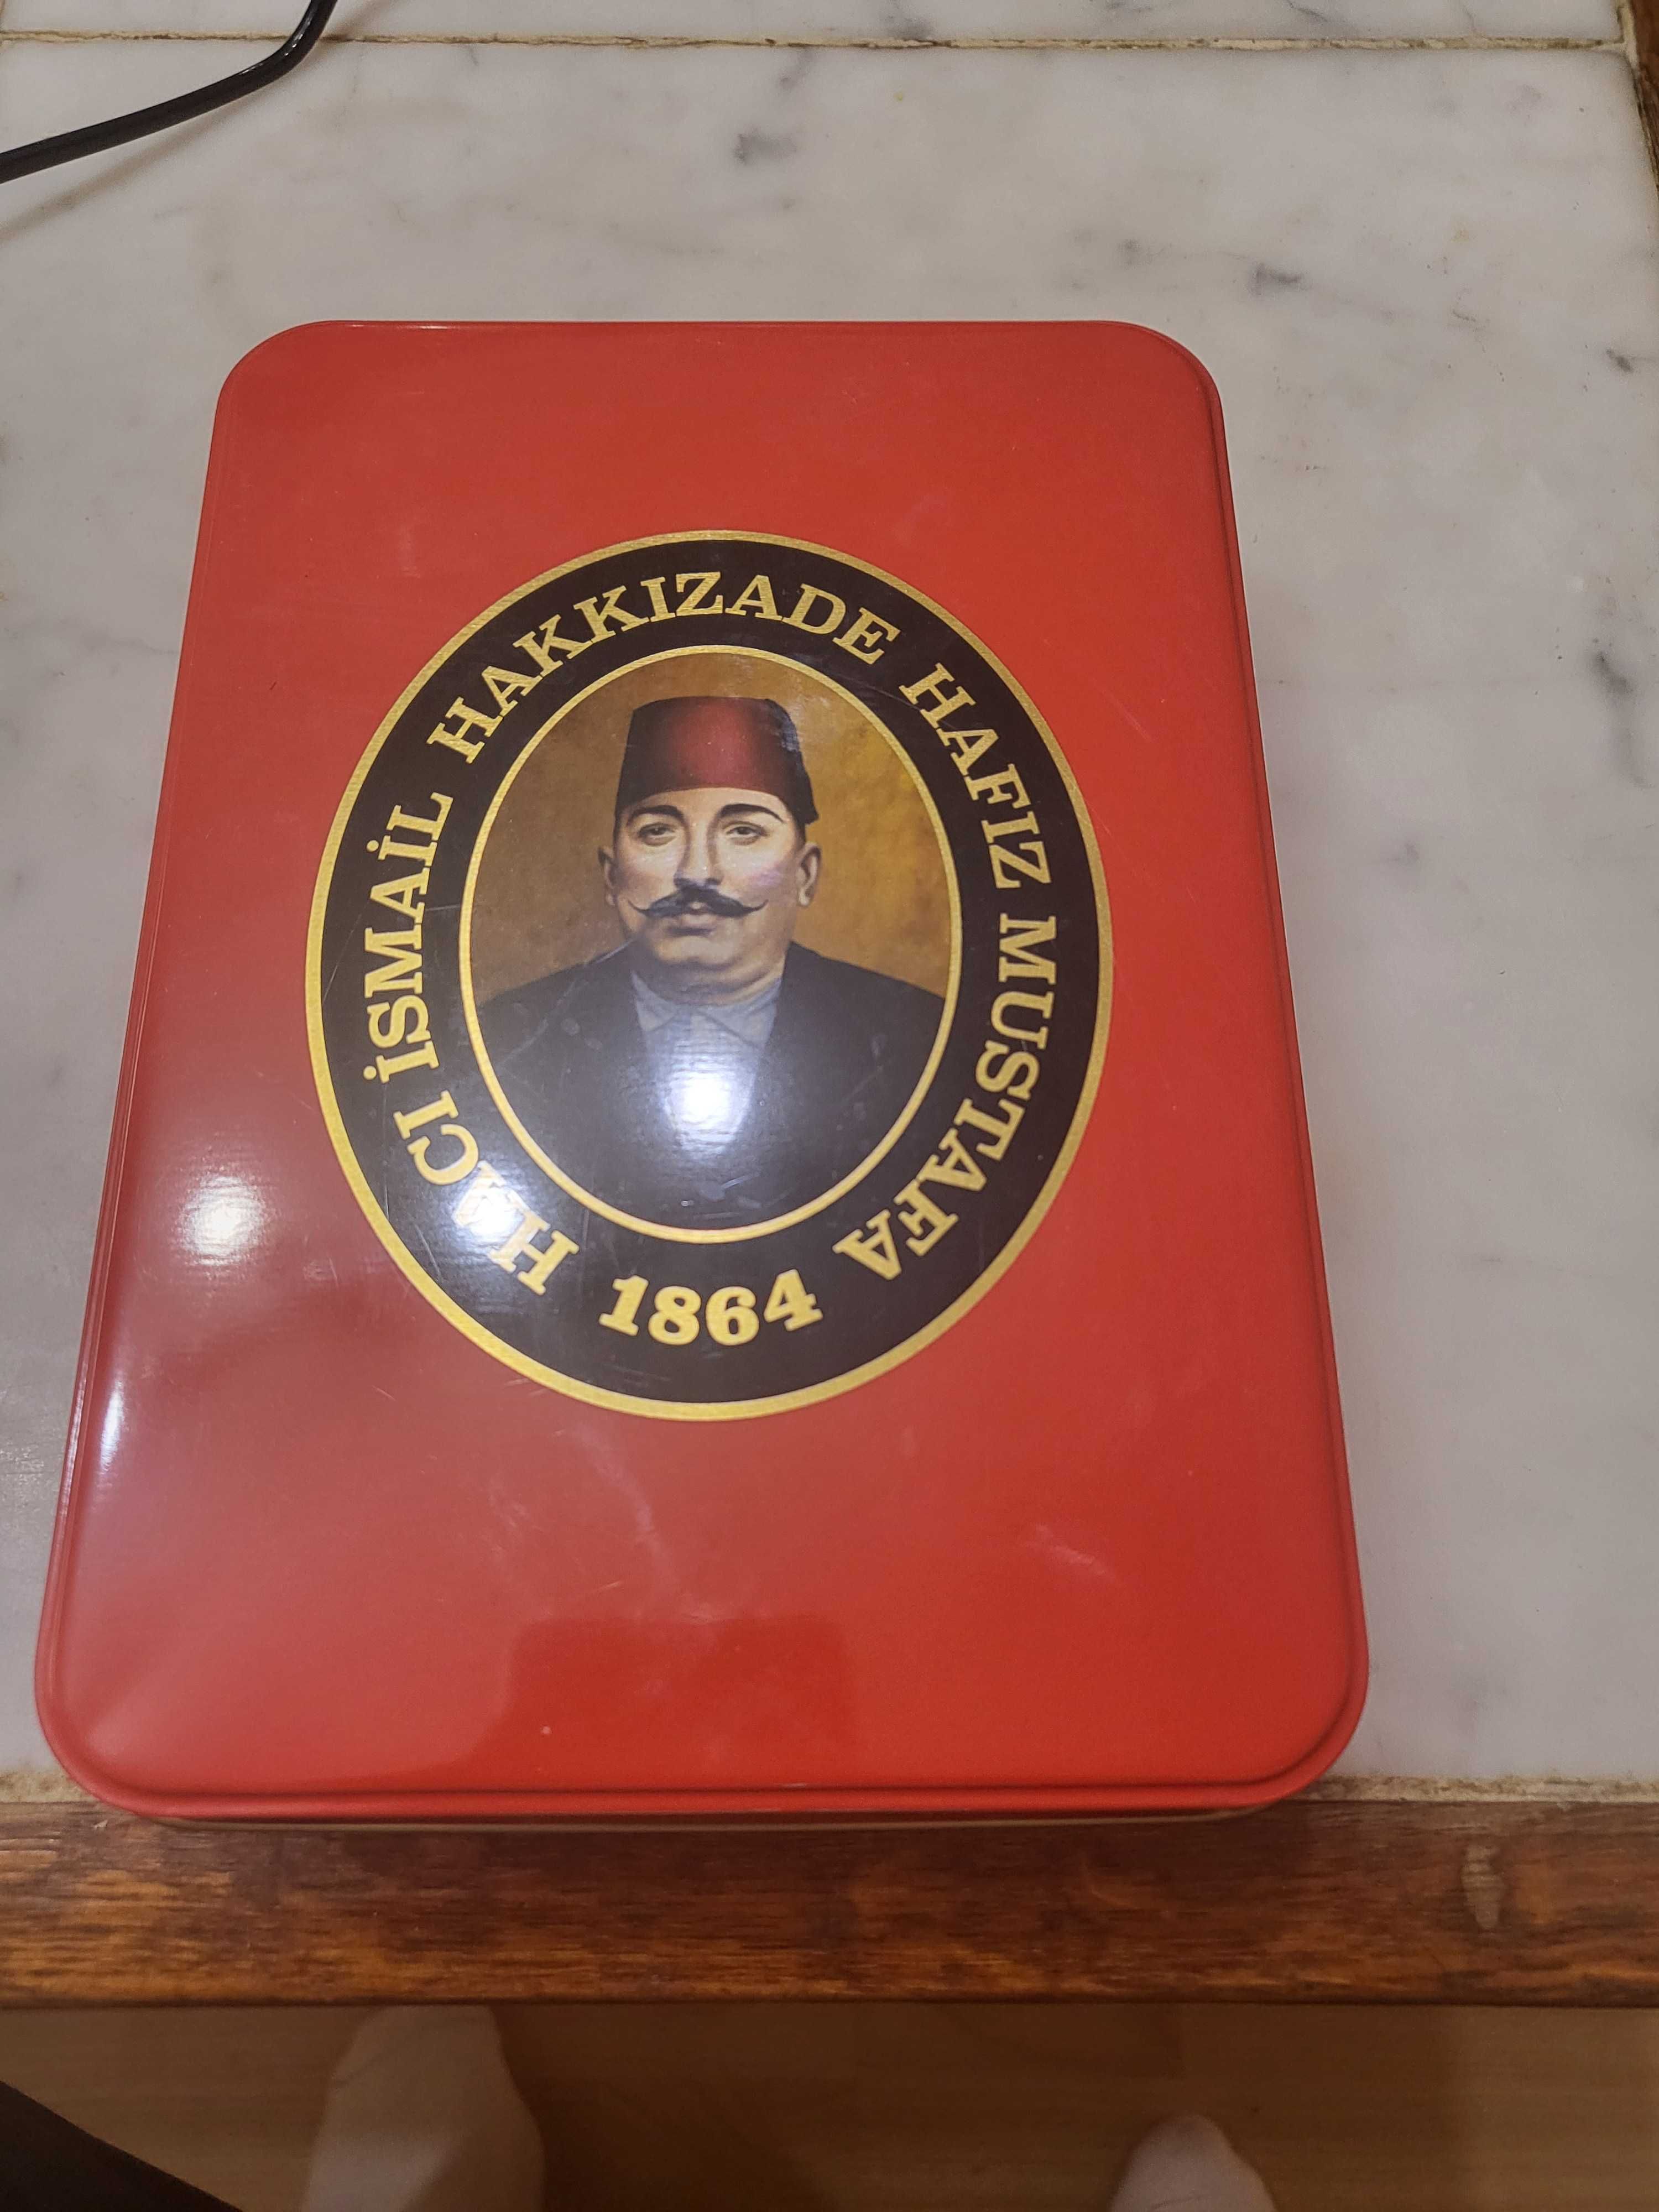 HACI İSMAİL HAKKIZADE HAFIZ MUSTAFA
1864